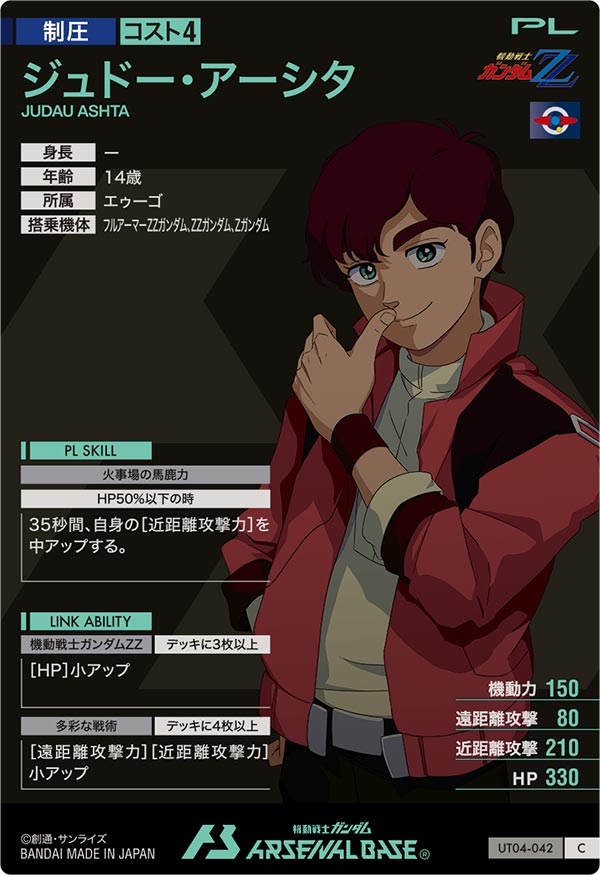 制圧 コスト4 PL
ジュドー・アーシタ
JUDAU ASHTA
機動戦士
ガンダムZZ
身長 ー
年齢 14歳
所属 エゥーゴ
搭乗機体 フルアーマーZZガンダム、ZZガンダム、Zガンダム
PL SKILL
火事場の馬鹿力
HP50%以下の時
35秒間、自身の[近距離攻撃力]を
中アップする。
LINK ABILITY
機動戦士ガンダムZZ デッキに3枚以上
[HP]小アップ
多彩な戦術 デッキに4枚以上
[遠距離攻撃力][近距離攻撃力]
小アップ
機動力 150
遠距離攻撃 80
近距離攻撃 210
HP 330
©創通・サンライズ
BANDAI MADE IN JAPAN
AB
機動戦士ガンダム
ARSENAL BASE®
UT04-042 C